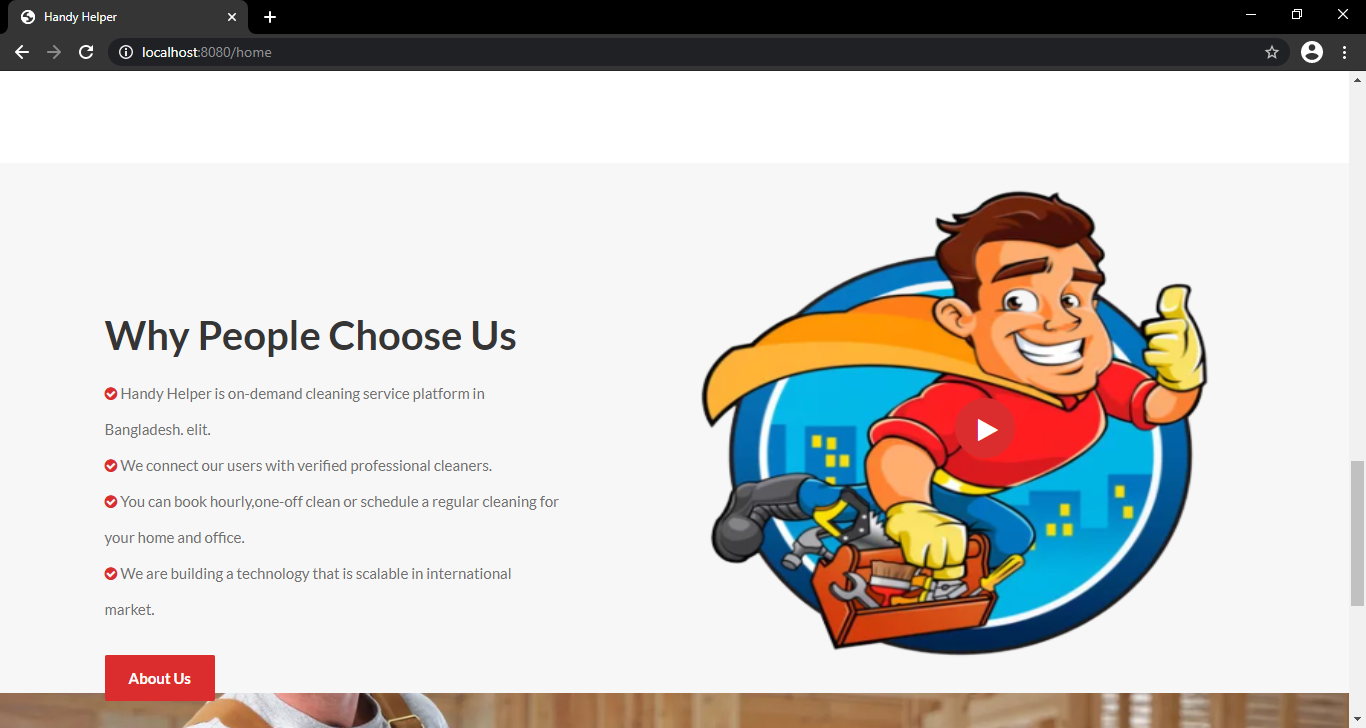 Handy Helper
localhost:8080/home
Why People Choose Us
Handy Helper is on-demand cleaning service platform in
Bangladesh. elit.
We connect our users with verified professional cleaners.
You can book hourly,one-off clean or schedule a regular cleaning for
your home and office.
We are building a technology that is scalable in international
market.
About Us